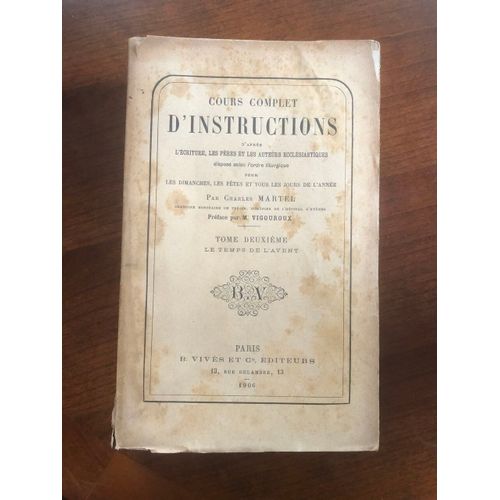 COURS COMPLET
D'INSTRUCTIONS
D'APRÈS
L'ÉCRITURE, LES PÈRES ET LES AUTEURS ECCLÉSIASTIQUES
disposé selon l'ordre liturgique
POUR
LES DIMANCHES, LES FÊTES ET TOUS LES JOURS DE L'ANNÉE
PAR CHARLES MARTEL
Préface par M. VIGOUROUX
TOME DEUXIÈME
LE TEMPS DE L'AVENT
B. V.
PARIS
B. VIVÈS ET Cie, ÉDITEURS
13, RUE DELAMBRE, 13
1906